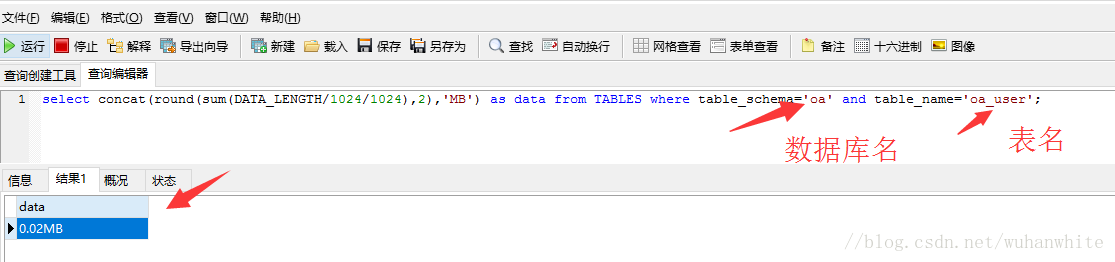 文件(F) 编辑(E) 格式(O) 查看(V) 窗口(W) 帮助(H)
运行 停止 解释 导出向导 新建 载入 保存 另存为 查找 自动换行 网格查看 表单查看 备注 十六进制 图像
查询创建工具 查询编辑器
1 select concat(round(sum(DATA_LENGTH/1024/1024),2),'MB') as data from TABLES where table_schema='oa' and table_name='oa_user';
数据库名 表名
信息 结果1 概况 状态
data
0.02MB
//blog.csdn.net/wuhanwhite